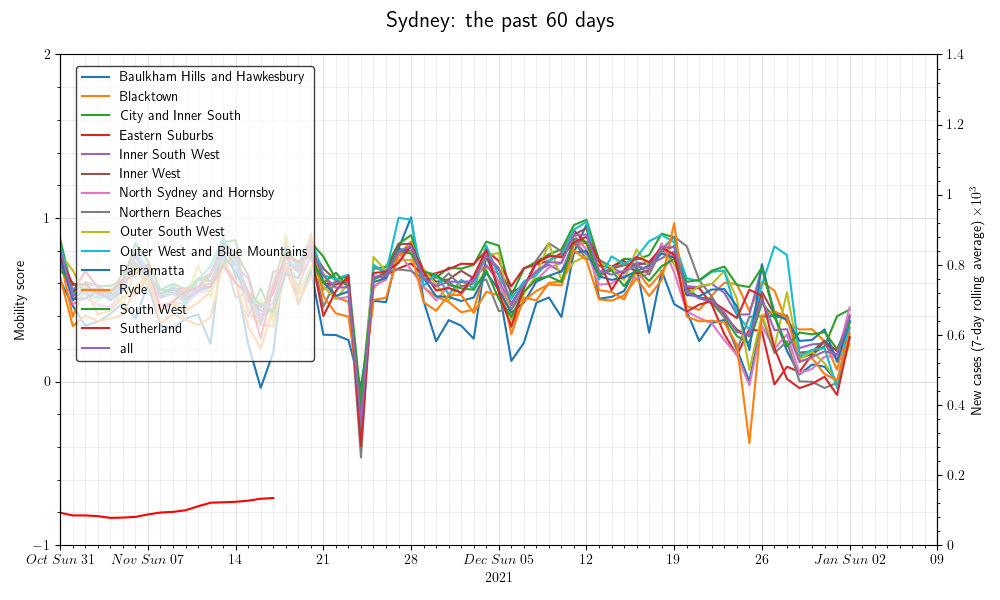 Sydney: the past 60 days
2
1
0
−1
Mobility score
Baulkham Hills and Hawkesbury
Blacktown
City and Inner South
Eastern Suburbs
Inner South West
Inner West
North Sydney and Hornsby
Northern Beaches
Outer South West
Outer West and Blue Mountains
Parramatta
Ryde
South West
Sutherland
all
1.4
1.2
1
0.8
0.6
0.4
0.2
0
New cases (7-day rolling average) ×10³
Oct Sun 31 Nov Sun 07 14 21 28 Dec Sun 05 12 19 26 Jan Sun 02 09
2021